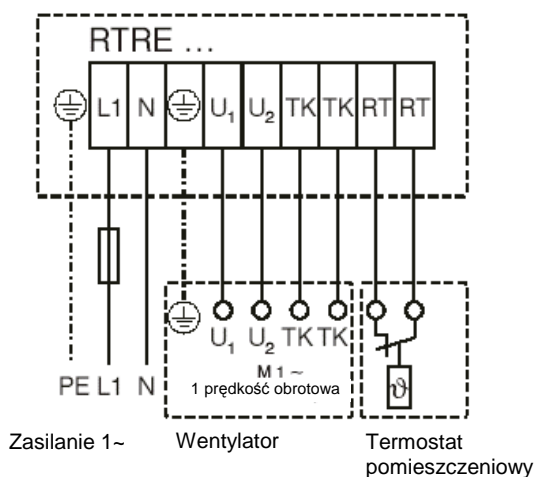 RTRE ...
L1 N U₁ U₂ TK TK RT RT
U₁ U₂ TK TK
M 1 ~
1 prędkość obrotowa
ϑ
PE L1 N
Zasilanie 1~
Wentylator
Termostat
pomieszczeniowy